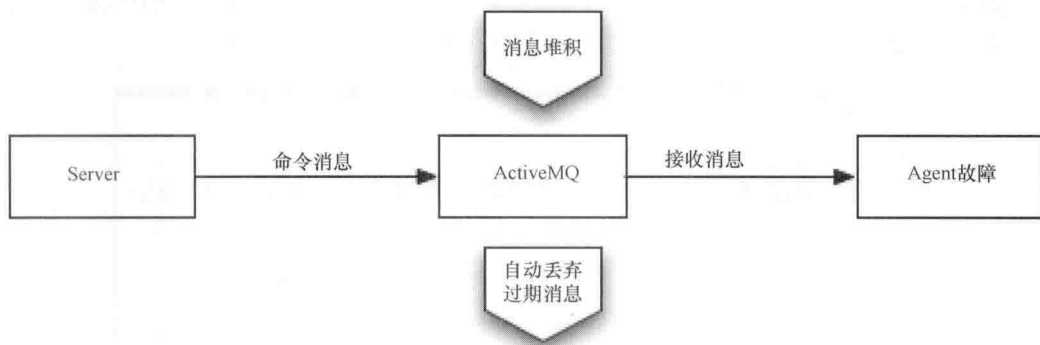 消息堆积
Server
命令消息
ActiveMQ
接收消息
Agent故障
自动丢弃
过期消息